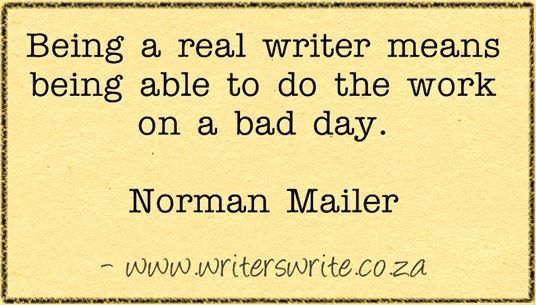 Being a real writer means
being able to do the work
on a bad day.
Norman Mailer
- www.writerswrite.co.za